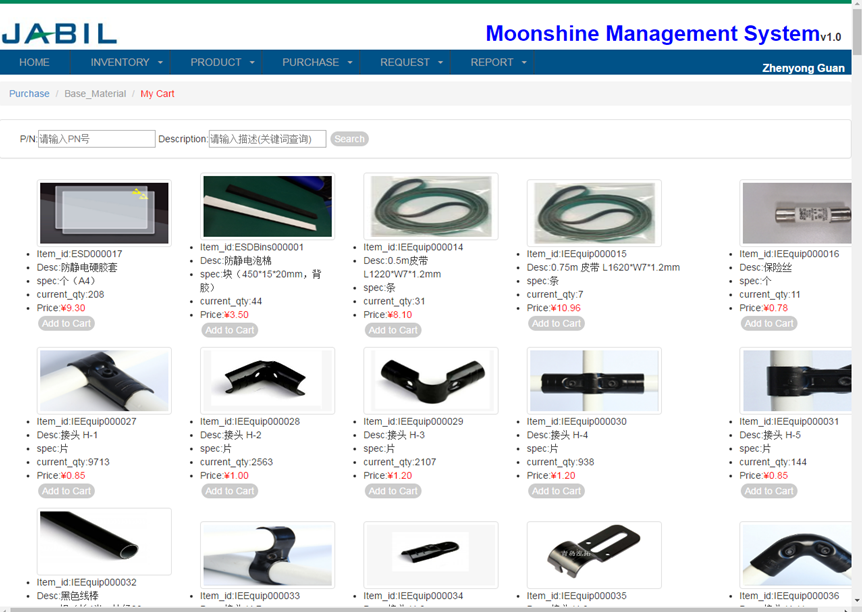 JABIL
Moonshine Management System v1.0
HOME INVENTORY PRODUCT PURCHASE REQUEST REPORT
Zhenyong Guan
Purchase / Base_Material / My Cart
P/N: 请输入PN号 Description: 请输入描述(关键词查询) Search
Item_id:ESD000017
Desc:防静电硬胶套
spec:个（A4）
current_qty:208
Price:¥9.30
Add to Cart
Item_id:ESDBins000001
Desc:防静电泡棉
spec:块（450*15*20mm，背
胶）
current_qty:44
Price:¥3.50
Add to Cart
Item_id:IEEquip000014
Desc:0.5m皮带
L1220*W7*1.2mm
spec:条
current_qty:31
Price:¥8.10
Add to Cart
Item_id:IEEquip000015
Desc:0.75m 皮带 L1620*W7*1.2mm
spec:条
current_qty:7
Price:¥10.96
Add to Cart
Item_id:IEEquip000016
Desc:保险丝
spec:个
current_qty:11
Price:¥0.78
Add to Cart
Item_id:IEEquip000027
Desc:接头 H-1
spec:片
current_qty:9713
Price:¥0.85
Add to Cart
Item_id:IEEquip000028
Desc:接头 H-2
spec:片
current_qty:2563
Price:¥1.00
Add to Cart
Item_id:IEEquip000029
Desc:接头 H-3
spec:片
current_qty:2107
Price:¥1.20
Add to Cart
Item_id:IEEquip000030
Desc:接头 H-4
spec:片
current_qty:938
Price:¥1.20
Add to Cart
Item_id:IEEquip000031
Desc:接头 H-5
spec:片
current_qty:144
Price:¥0.85
Add to Cart
Item_id:IEEquip000032
Desc:黑色线棒
Item_id:IEEquip000033
Item_id:IEEquip000034
Item_id:IEEquip000035
Item_id:IEEquip000036